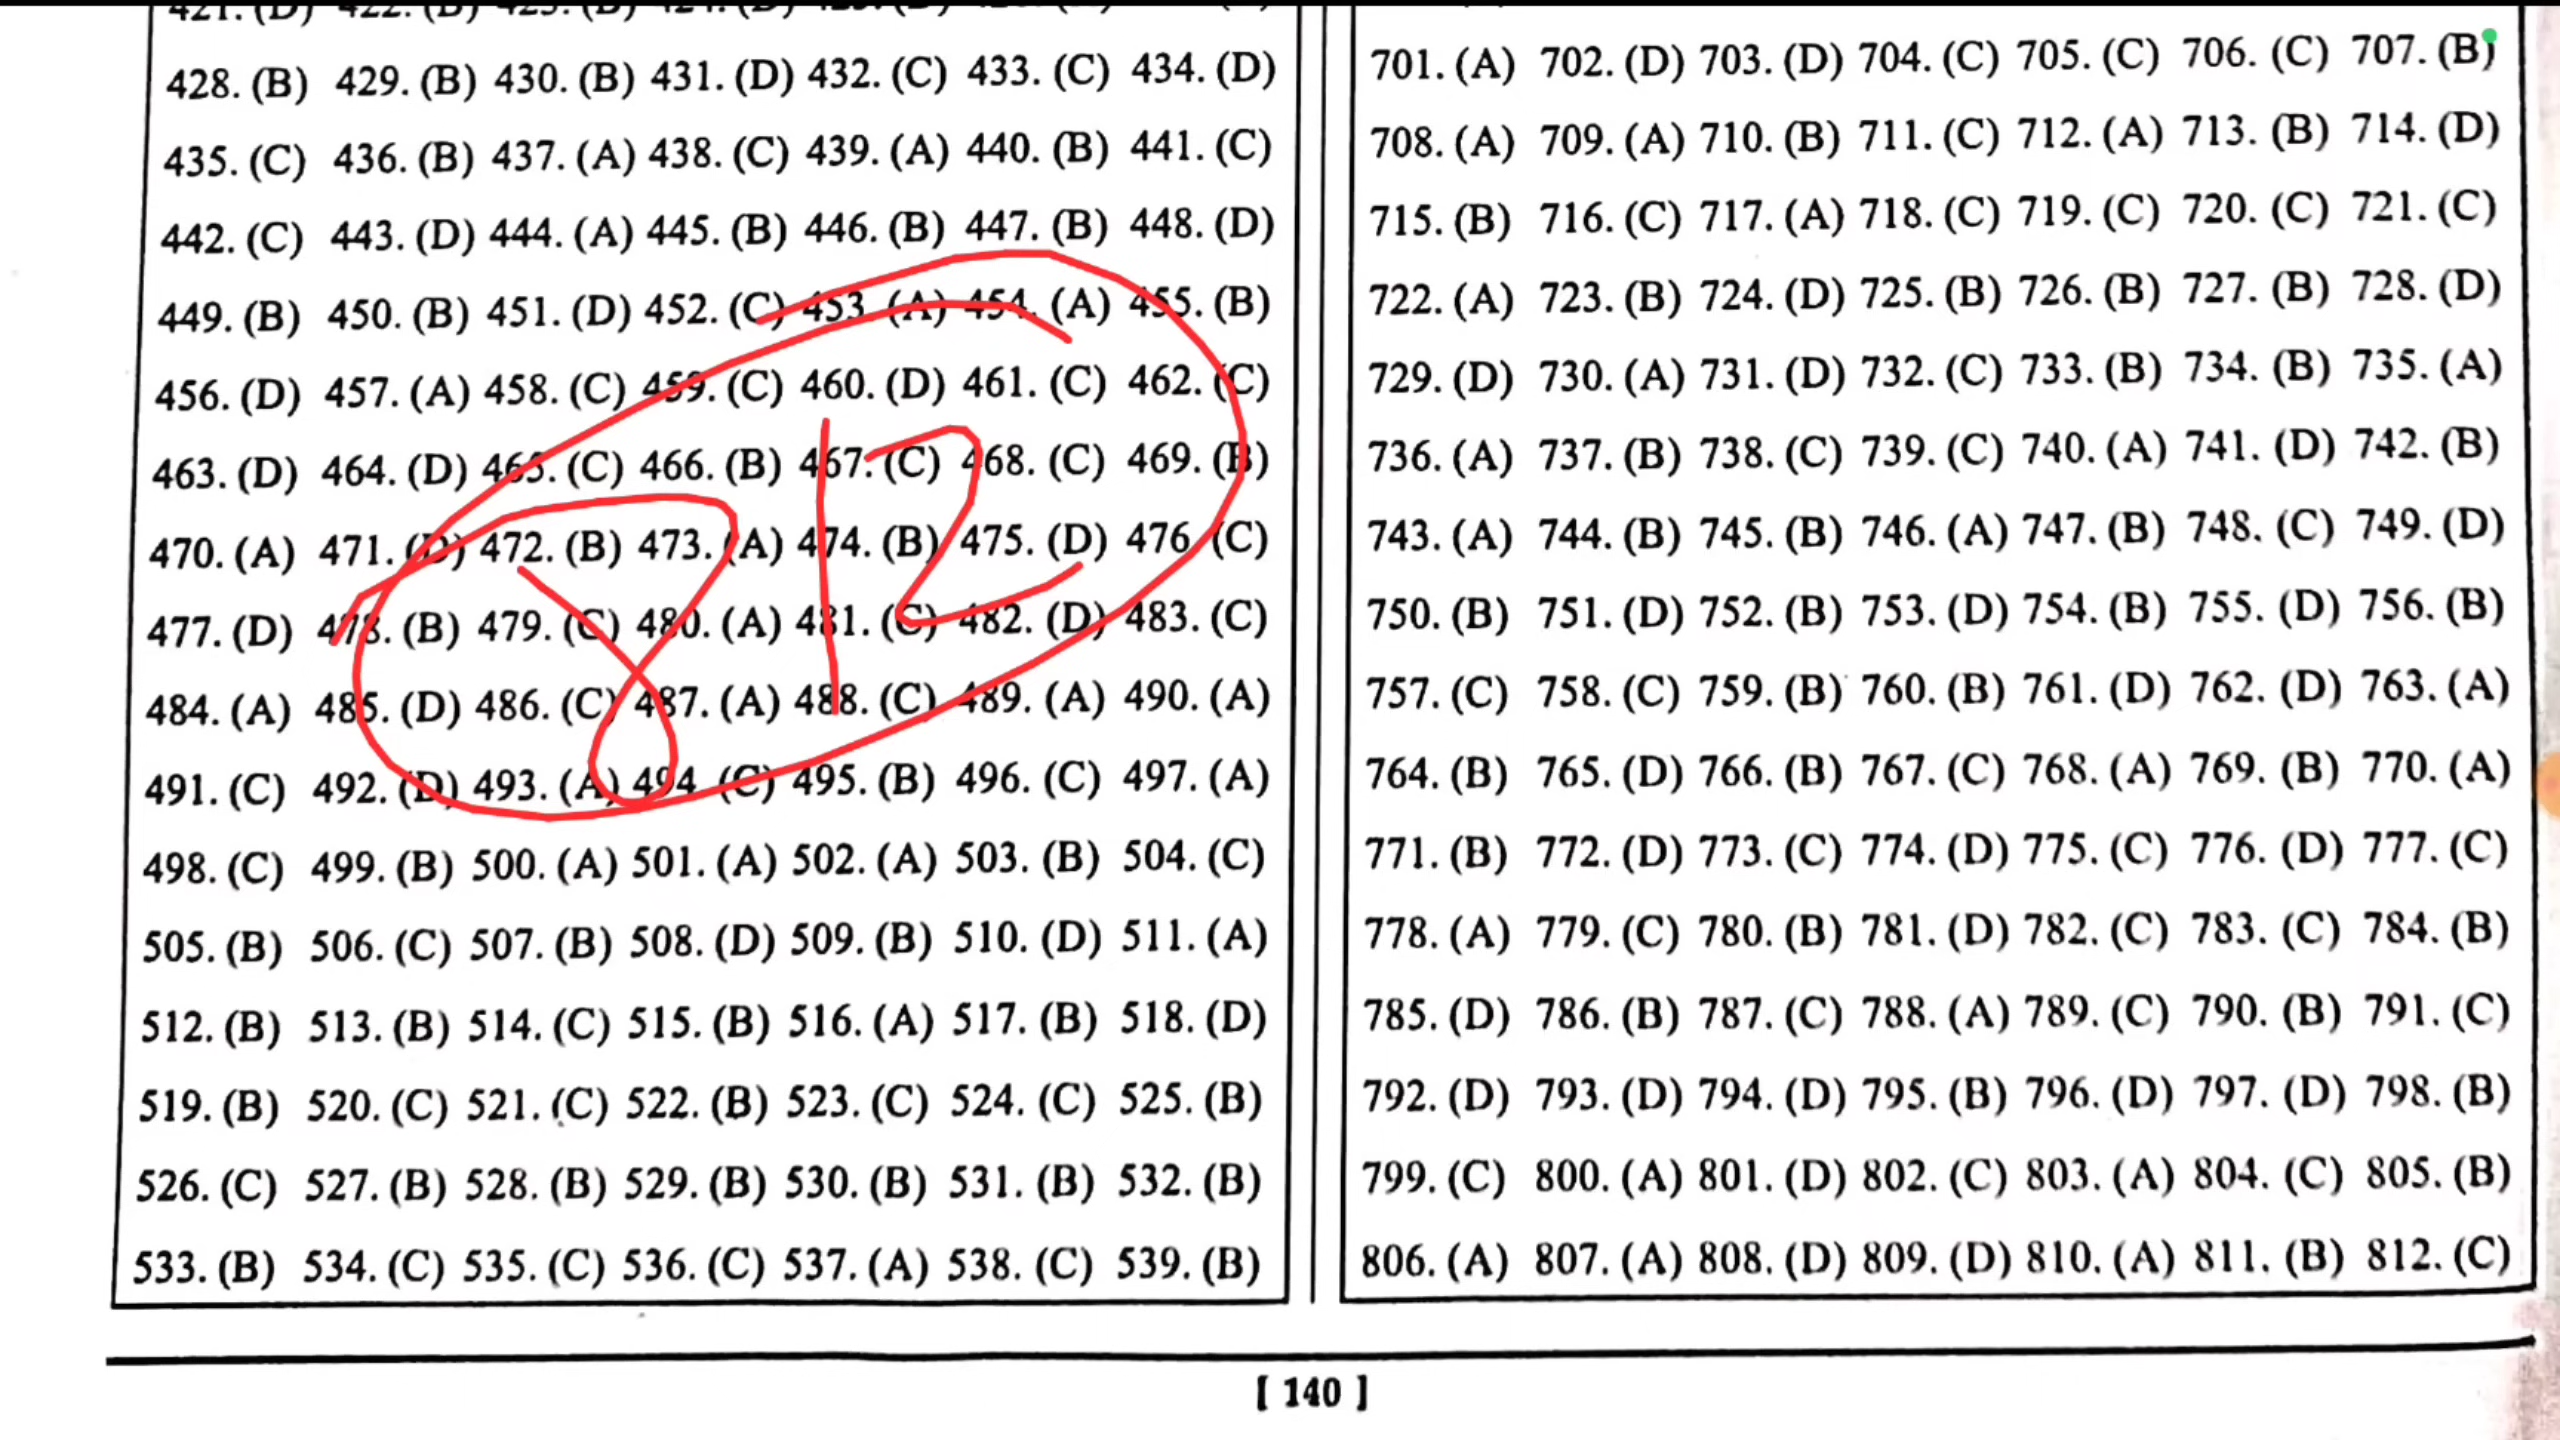 428. (B) 429. (B) 430. (B) 431. (D) 432. (C) 433. (C) 434. (D)
435. (C) 436. (B) 437. (A) 438. (C) 439. (A) 440. (B) 441. (C)
442. (C) 443. (D) 444. (A) 445. (B) 446. (B) 447. (B) 448. (D)
449. (B) 450. (B) 451. (D) 452. (C) 453. (A) 454. (A) 455. (B)
456. (D) 457. (A) 458. (C) 459. (C) 460. (D) 461. (C) 462. (C)
463. (D) 464. (D) 465. (C) 466. (B) 467. (C) 468. (C) 469. (B)
470. (A) 471. (D) 472. (B) 473. (A) 474. (B) 475. (D) 476. (C)
477. (D) 478. (B) 479. (C) 480. (A) 481. (C) 482. (D) 483. (C)
484. (A) 485. (D) 486. (C) 487. (A) 488. (C) 489. (A) 490. (A)
491. (C) 492. (D) 493. (A) 494. (C) 495. (B) 496. (C) 497. (A)
498. (C) 499. (B) 500. (A) 501. (A) 502. (A) 503. (B) 504. (C)
505. (B) 506. (C) 507. (B) 508. (D) 509. (B) 510. (D) 511. (A)
512. (B) 513. (B) 514. (C) 515. (B) 516. (A) 517. (B) 518. (D)
519. (B) 520. (C) 521. (C) 522. (B) 523. (C) 524. (C) 525. (B)
526. (C) 527. (B) 528. (B) 529. (B) 530. (B) 531. (B) 532. (B)
533. (B) 534. (C) 535. (C) 536. (C) 537. (A) 538. (C) 539. (B)
812
701. (A) 702. (D) 703. (D) 704. (C) 705. (C) 706. (C) 707. (B)
708. (A) 709. (A) 710. (B) 711. (C) 712. (A) 713. (B) 714. (D)
715. (B) 716. (C) 717. (A) 718. (C) 719. (C) 720. (C) 721. (C)
722. (A) 723. (B) 724. (D) 725. (B) 726. (B) 727. (B) 728. (D)
729. (D) 730. (A) 731. (D) 732. (C) 733. (B) 734. (B) 735. (A)
736. (A) 737. (B) 738. (C) 739. (C) 740. (A) 741. (D) 742. (B)
743. (A) 744. (B) 745. (B) 746. (A) 747. (B) 748. (C) 749. (D)
750. (B) 751. (D) 752. (B) 753. (D) 754. (B) 755. (D) 756. (B)
757. (C) 758. (C) 759. (B) 760. (B) 761. (D) 762. (D) 763. (A)
764. (B) 765. (D) 766. (B) 767. (C) 768. (A) 769. (B) 770. (A)
771. (B) 772. (D) 773. (C) 774. (D) 775. (C) 776. (D) 777. (C)
778. (A) 779. (C) 780. (B) 781. (D) 782. (C) 783. (C) 784. (B)
785. (D) 786. (B) 787. (C) 788. (A) 789. (C) 790. (B) 791. (C)
792. (D) 793. (D) 794. (D) 795. (B) 796. (D) 797. (D) 798. (B)
799. (C) 800. (A) 801. (D) 802. (C) 803. (A) 804. (C) 805. (B)
806. (A) 807. (A) 808. (D) 809. (D) 810. (A) 811. (B) 812. (C)
[ 140 ]